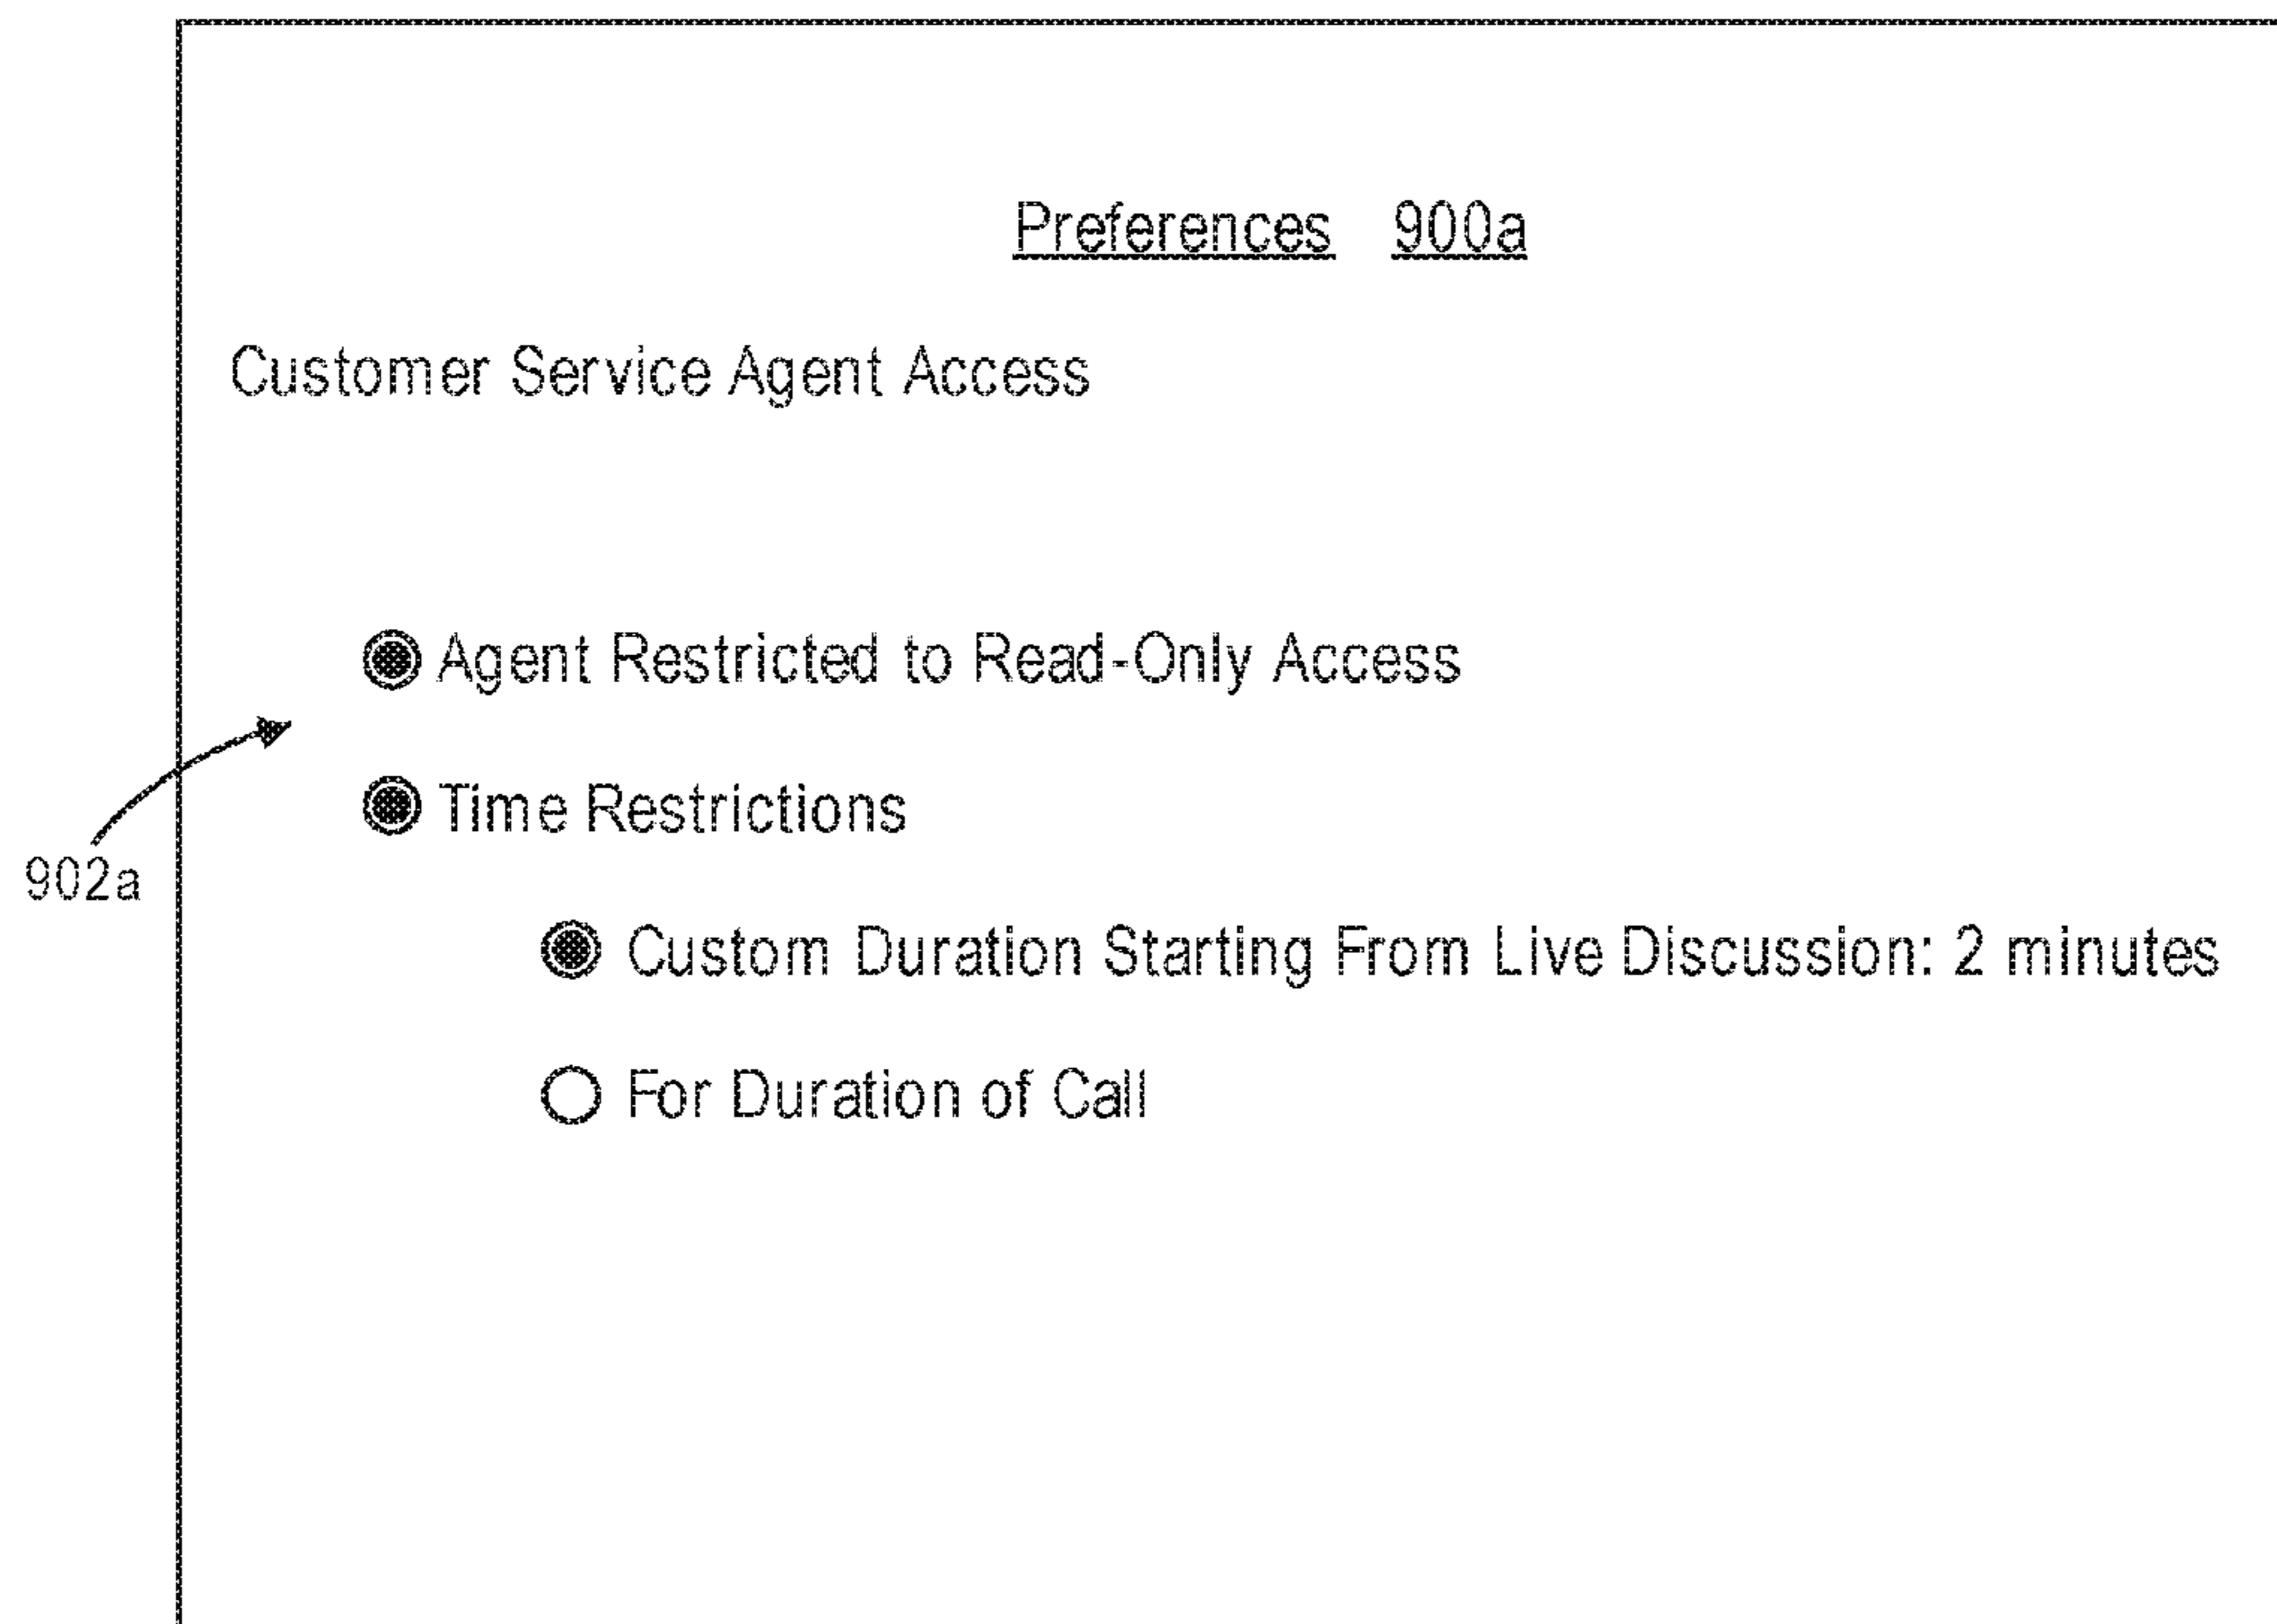 Preferences 900a
Customer Service Agent Access
Agent Restricted to Read-Only Access
Time Restrictions
902a
Custom Duration Starting From Live Discussion: 2 minutes
For Duration of Call